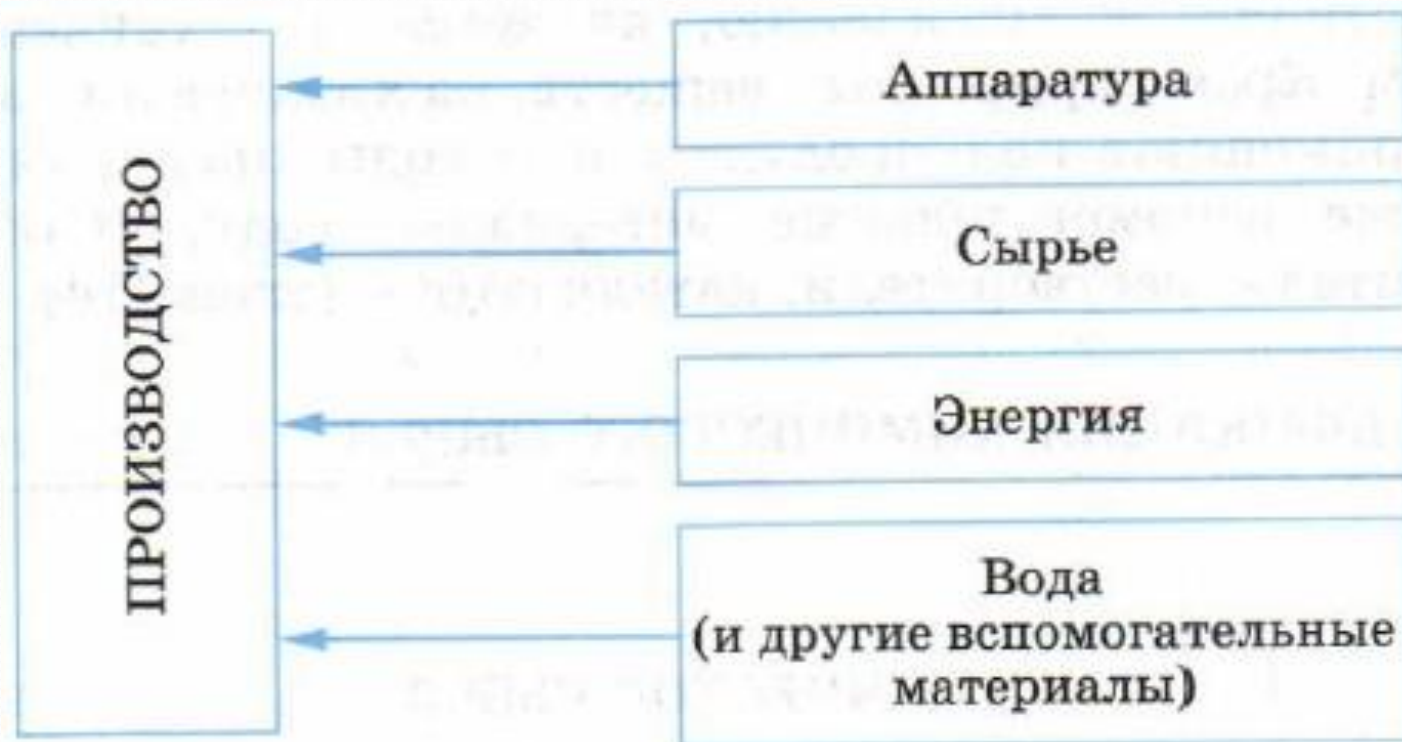 ПРОИЗВОДСТВО
Аппаратура
Сырье
Энергия
Вода
(и другие вспомогательные
материалы)